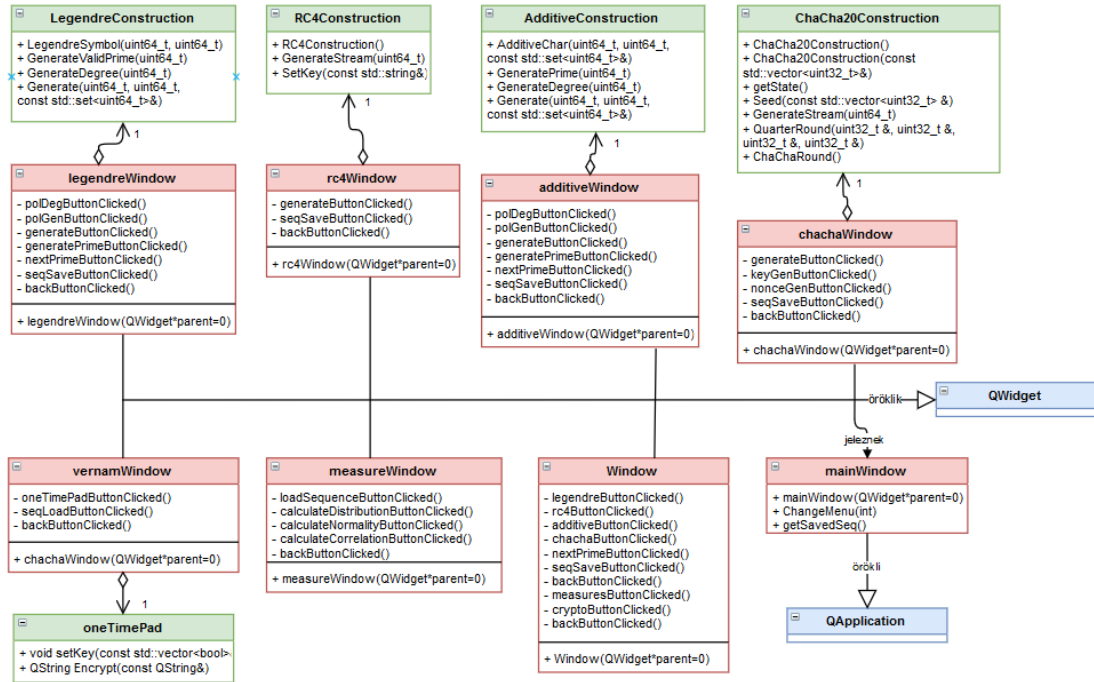 LegendreConstruction
+ LegendreSymbol(uint64_t, uint64_t)
+ GenerateValidPrime(uint64_t)
+ GenerateDegree(uint64_t)
+ Generate(uint64_t, uint64_t,
const std::set<uint64_t>&)
RC4Construction
+ RC4Construction()
+ GenerateStream(uint64_t)
+ SetKey(const std::string&)
AdditiveConstruction
+ AdditiveChar(uint64_t, uint64_t,
const std::set<uint64_t>&)
+ GeneratePrime(uint64_t)
+ GenerateDegree(uint64_t)
+ Generate(uint64_t, uint64_t,
const std::set<uint64_t>&)
ChaCha20Construction
+ ChaCha20Construction()
+ ChaCha20Construction(const
std::vector<uint32_t>&)
+ getState()
+ Seed(const std::vector<uint32_t> &)
+ GenerateStream(uint64_t)
+ QuarterRound(uint32_t &, uint32_t &,
uint32_t &, uint32_t &)
+ ChaChaRound()
1
1
1
1
legendreWindow
- polDegButtonClicked()
- polGenButtonClicked()
- generateButtonClicked()
- generatePrimeButtonClicked()
- nextPrimeButtonClicked()
- seqSaveButtonClicked()
- backButtonClicked()
+ legendreWindow(QWidget*parent=0)
rc4Window
- generateButtonClicked()
- seqSaveButtonClicked()
- backButtonClicked()
+ rc4Window(QWidget*parent=0)
additiveWindow
- polDegButtonClicked()
- polGenButtonClicked()
- generateButtonClicked()
- generatePrimeButtonClicked()
- nextPrimeButtonClicked()
- seqSaveButtonClicked()
- backButtonClicked()
+ additiveWindow(QWidget*parent=0)
chachaWindow
- generateButtonClicked()
- keyGenButtonClicked()
- nonceGenButtonClicked()
- seqSaveButtonClicked()
- backButtonClicked()
+ chachaWindow(QWidget*parent=0)
öröklik
QWidget
jeleznek
vernamWindow
- oneTimePadButtonClicked()
- seqLoadButtonClicked()
- backButtonClicked()
+ chachaWindow(QWidget*parent=0)
measureWindow
- loadSequenceButtonClicked()
- calculateDistributionButtonClicked()
- calculateNormalityButtonClicked()
- calculateCorrelationButtonClicked()
- backButtonClicked()
+ measureWindow(QWidget*parent=0)
Window
- legendreButtonClicked()
- rc4ButtonClicked()
- additiveButtonClicked()
- chachaButtonClicked()
- nextPrimeButtonClicked()
- seqSaveButtonClicked()
- backButtonClicked()
- measuresButtonClicked()
- cryptoButtonClicked()
- backButtonClicked()
+ Window(QWidget*parent=0)
mainWindow
+ mainWindow(QWidget*parent=0)
+ ChangeMenu(int)
+ getSavedSeq()
örökli
QApplication
1
oneTimePad
+ void setKey(const std::vector<bool>
+ QString Encrypt(const QString&)